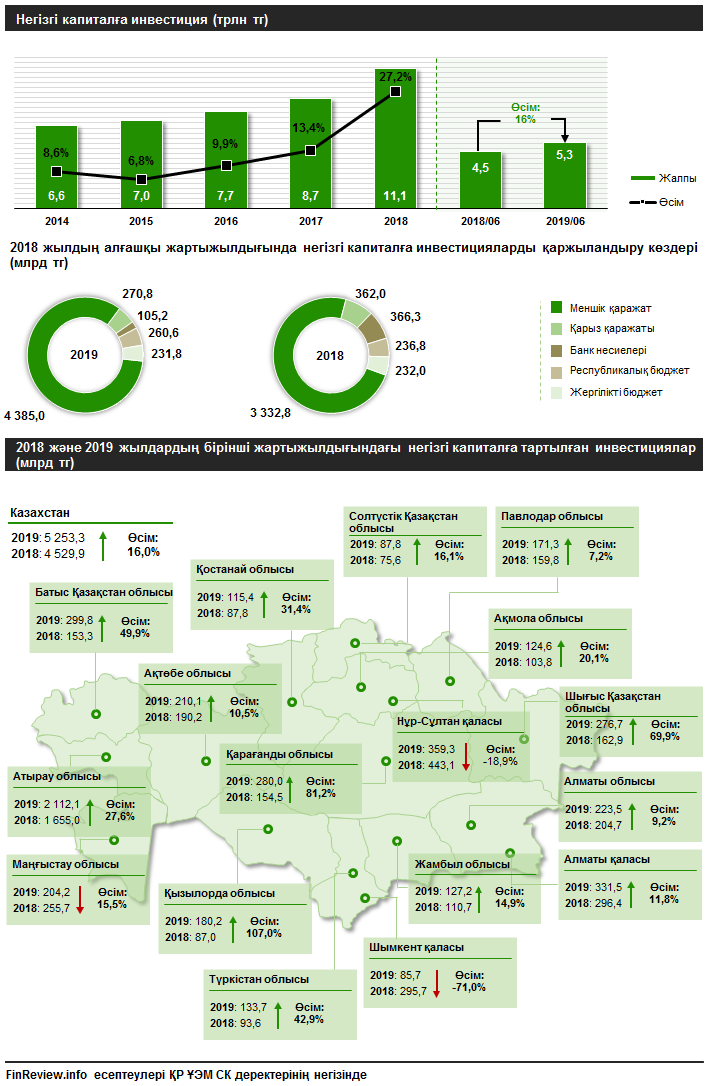 Негізгі капиталға инвестиция (трлн тг)
27,2%
Өсім:
16%
13,4%
9,9%
8,6%
6,8%
4,5
5,3
6,6
7,0
7,7
8,7
11,1
2014
2015
2016
2017
2018
2018/06
2019/06
Жалпы
Өсім
2018 жылдың алғашқы жартыжылдығында негізгі капиталға инвестицияларды қаржыландыру көздері
(млрд тг)
270,8
105,2
260,6
231,8
2019
4 385,0
362,0
366,3
236,8
232,0
2018
3 332,8
Меншік қаражат
Қарыз қаражаты
Банк несиелері
Республикалық бюджет
Жергілікті бюджет
2018 және 2019 жылдардың бірінші жартыжылдығындағы негізгі капиталға тартылған инвестициялар
(млрд тг)
Казахстан
2019: 5 253,3
2018: 4 529,9
Өсім:
16,0%
Солтүстік Қазақстан
облысы
2019: 87,8
2018: 75,6
Өсім:
16,1%
Павлодар облысы
2019: 171,3
2018: 159,8
Өсім:
7,2%
Қостанай облысы
2019: 115,4
2018: 87,8
Өсім:
31,4%
Батыс Қазақстан облысы
2019: 299,8
2018: 153,3
Өсім:
49,9%
Ақмола облысы
2019: 124,6
2018: 103,8
Өсім:
20,1%
Ақтөбе облысы
2019: 210,1
2018: 190,2
Өсім:
10,5%
Шығыс Қазақстан
облысы
2019: 276,7
2018: 162,9
Өсім:
69,9%
Нұр-Сұлтан қаласы
2019: 359,3
2018: 443,1
Өсім:
-18,9%
Қарағанды облысы
2019: 280,0
2018: 154,5
Өсім:
81,2%
Атырау облысы
2019: 2 112,1
2018: 1 655,0
Өсім:
27,6%
Алматы облысы
2019: 223,5
2018: 204,7
Өсім:
9,2%
Маңғыстау облысы
2019: 204,2
2018: 255,7
Өсім:
15,5%
Жамбыл облысы
2019: 127,2
2018: 110,7
Өсім:
14,9%
Алматы қаласы
2019: 331,5
2018: 296,4
Өсім:
11,8%
Қызылорда облысы
2019: 180,2
2018: 87,0
Өсім:
107,0%
Шымкент қаласы
2019: 85,7
2018: 295,7
Өсім:
-71,0%
Түркістан облысы
2019: 133,7
2018: 93,6
Өсім:
42,9%
FinReview.info есептеулері ҚР ҰЭМ СК деректерінің негізінде